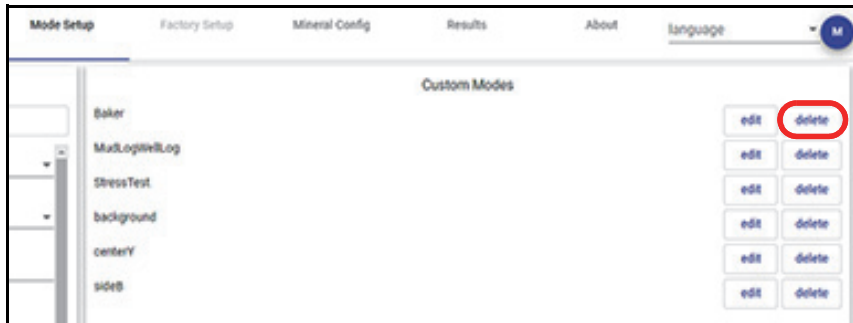 Mode Setup Factory Setup Mineral Config Results About language M
Custom Modes
Baker edit delete
MudLogWellLog edit delete
StressTest edit delete
background edit delete
centerY edit delete
sideB edit delete